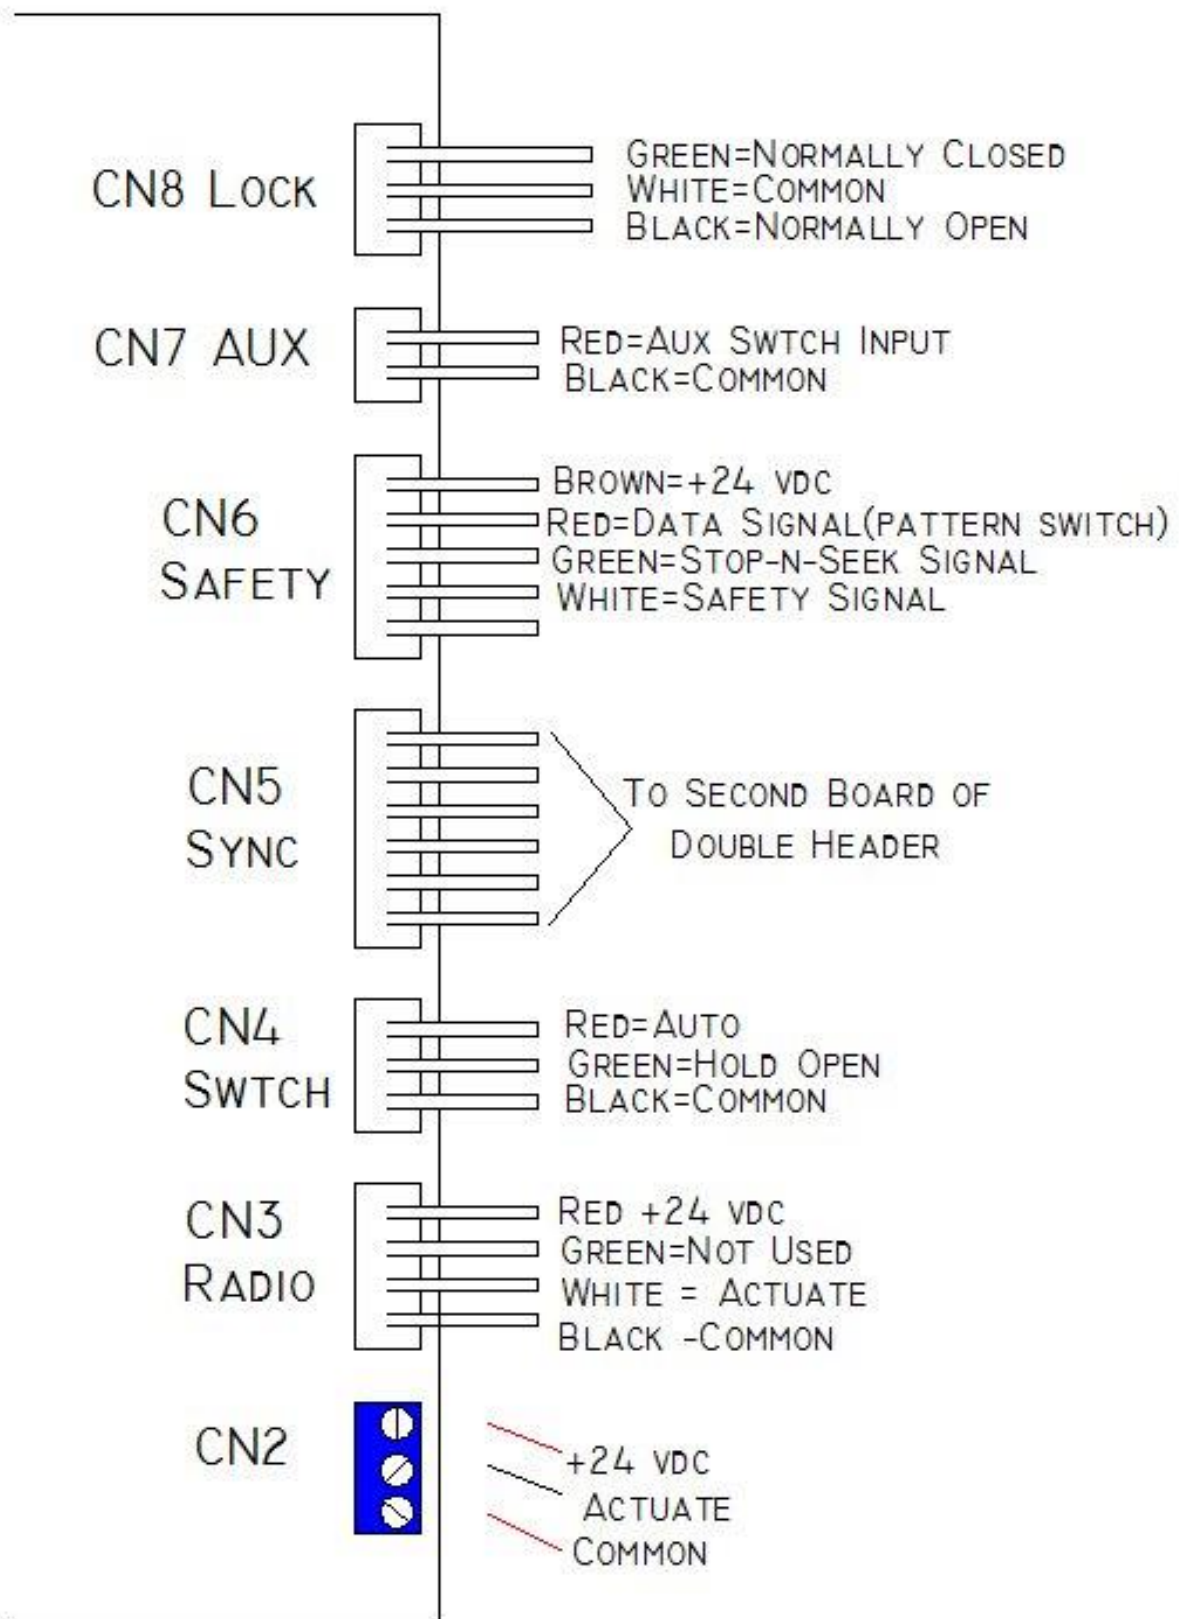 CN8 LOCK
GREEN=NORMALLY CLOSED
WHITE=COMMON
BLACK=NORMALLY OPEN
CN7 AUX
RED=AUX SWTCH INPUT
BLACK=COMMON
CN6
SAFETY
BROWN=+24 VDC
RED=DATA SIGNAL(PATTERN SWITCH)
GREEN=STOP-N-SEEK SIGNAL
WHITE=SAFETY SIGNAL
CN5
SYNC
TO SECOND BOARD OF
DOUBLE HEADER
CN4
SWTCH
RED=AUTO
GREEN=HOLD OPEN
BLACK=COMMON
CN3
RADIO
RED +24 VDC
GREEN=NOT USED
WHITE = ACTUATE
BLACK -COMMON
CN2
+24 VDC
ACTUATE
COMMON